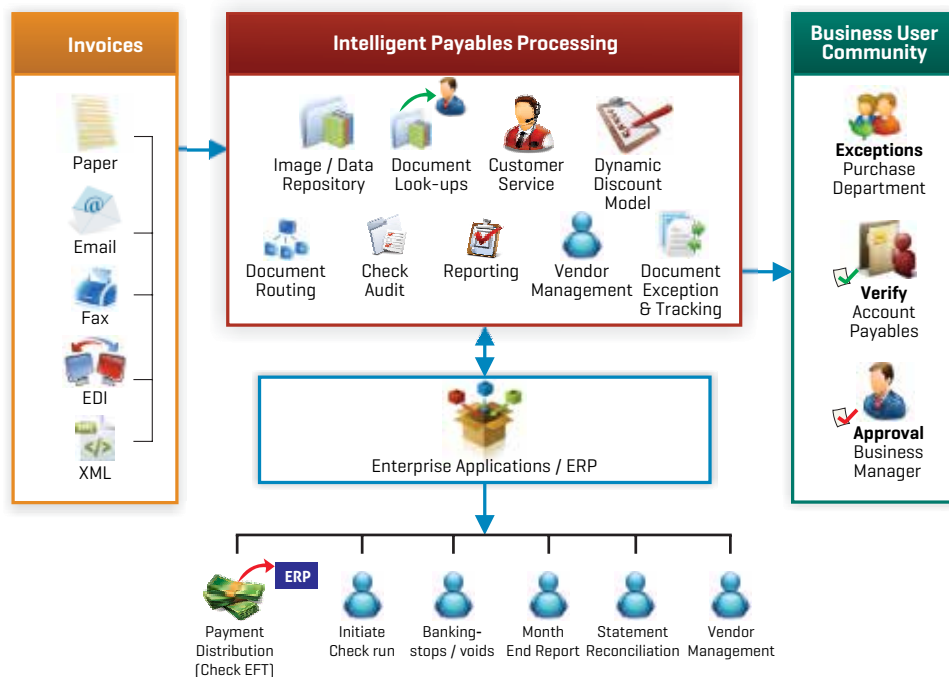 Invoices
Paper
Email
Fax
EDI
XML
Intelligent Payables Processing
Image / Data
Repository
Document
Look-ups
Customer
Service
Dynamic
Discount
Model
Document
Routing
Check
Audit
Reporting
Vendor
Management
Document
Exception
& Tracking
Enterprise Applications / ERP
Business User
Community
Exceptions
Purchase
Department
Verify
Account
Payables
Approval
Business
Manager
ERP
Payment
Distribution
[Check EFT]
Initiate
Check run
Banking-
stops / voids
Month
End Report
Statement
Reconciliation
Vendor
Management